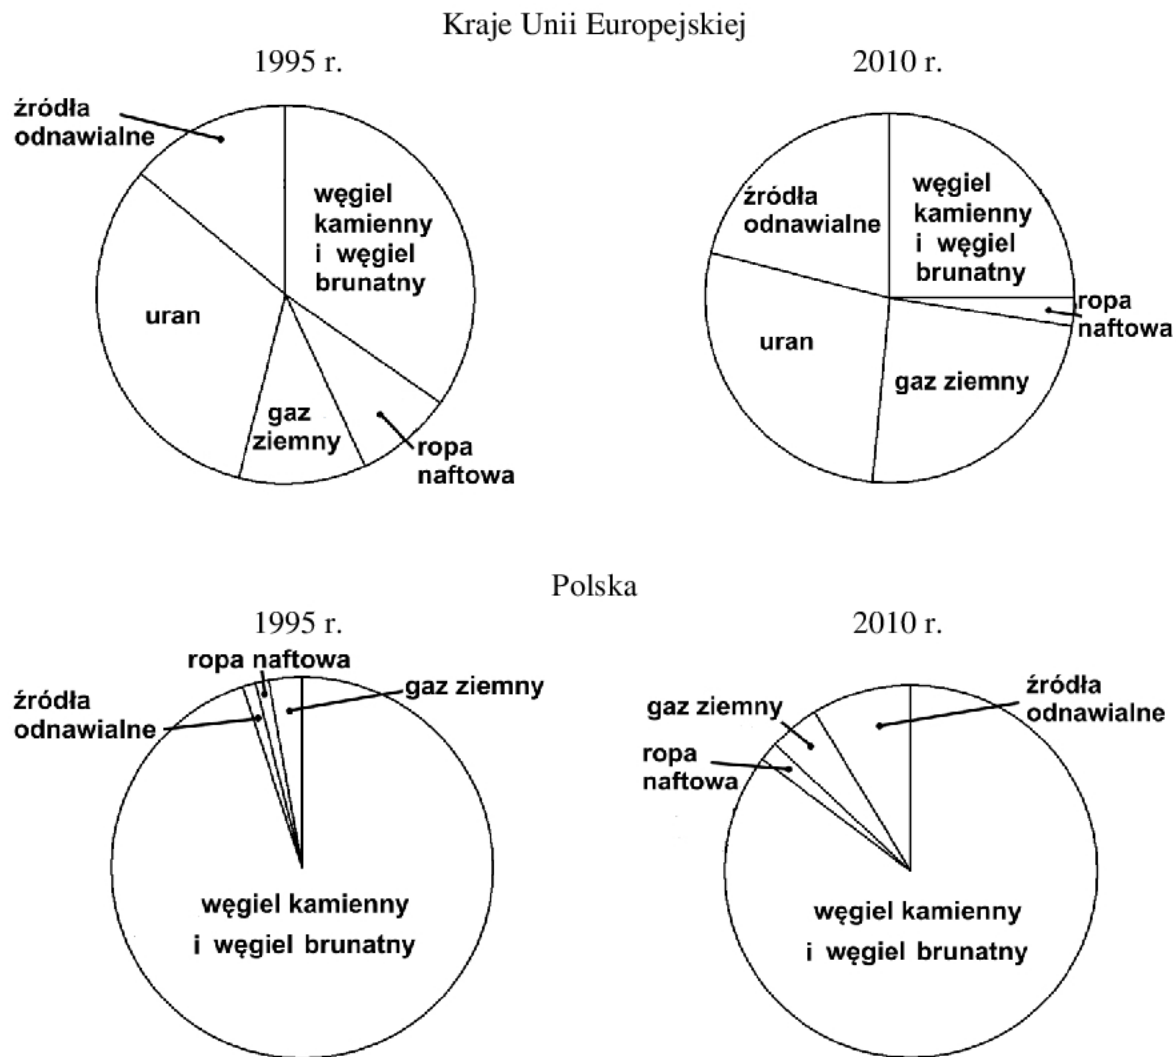 Kraje Unii Europejskiej
1995 r.
źródła
odnawialne
węgiel
kamienny
i węgiel
brunatny
uran
gaz
ziemny
ropa
naftowa
2010 r.
źródła
odnawialne
węgiel
kamienny
i węgiel
brunatny
ropa
naftowa
uran
gaz ziemny
Polska
1995 r.
ropa naftowa
gaz ziemny
źródła
odnawialne
węgiel kamienny
i węgiel brunatny
2010 r.
źródła
odnawialne
gaz ziemny
ropa
naftowa
węgiel kamienny
i węgiel brunatny